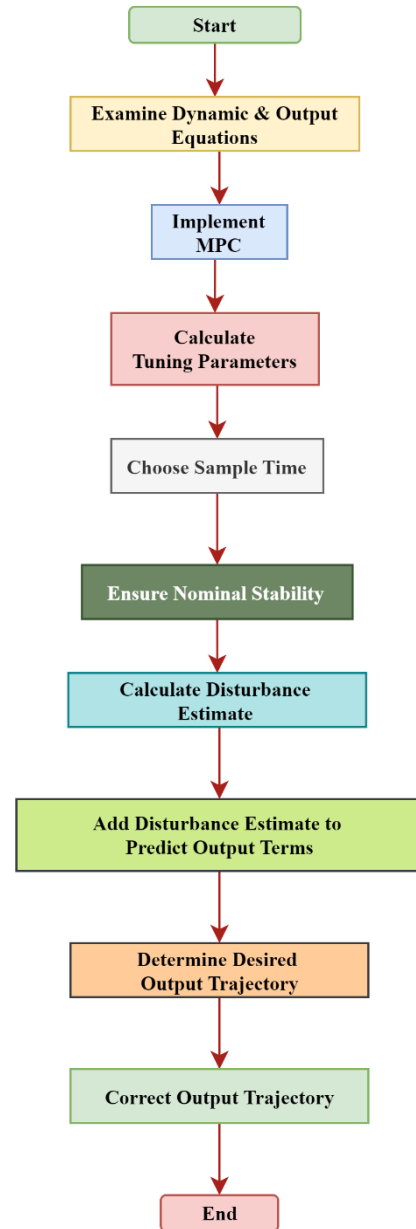 Start
Examine Dynamic & Output
Equations
Implement
MPC
Calculate
Tuning Parameters
Choose Sample Time
Ensure Nominal Stability
Calculate Disturbance
Estimate
Add Disturbance Estimate to
Predict Output Terms
Determine Desired
Output Trajectory
Correct Output Trajectory
End